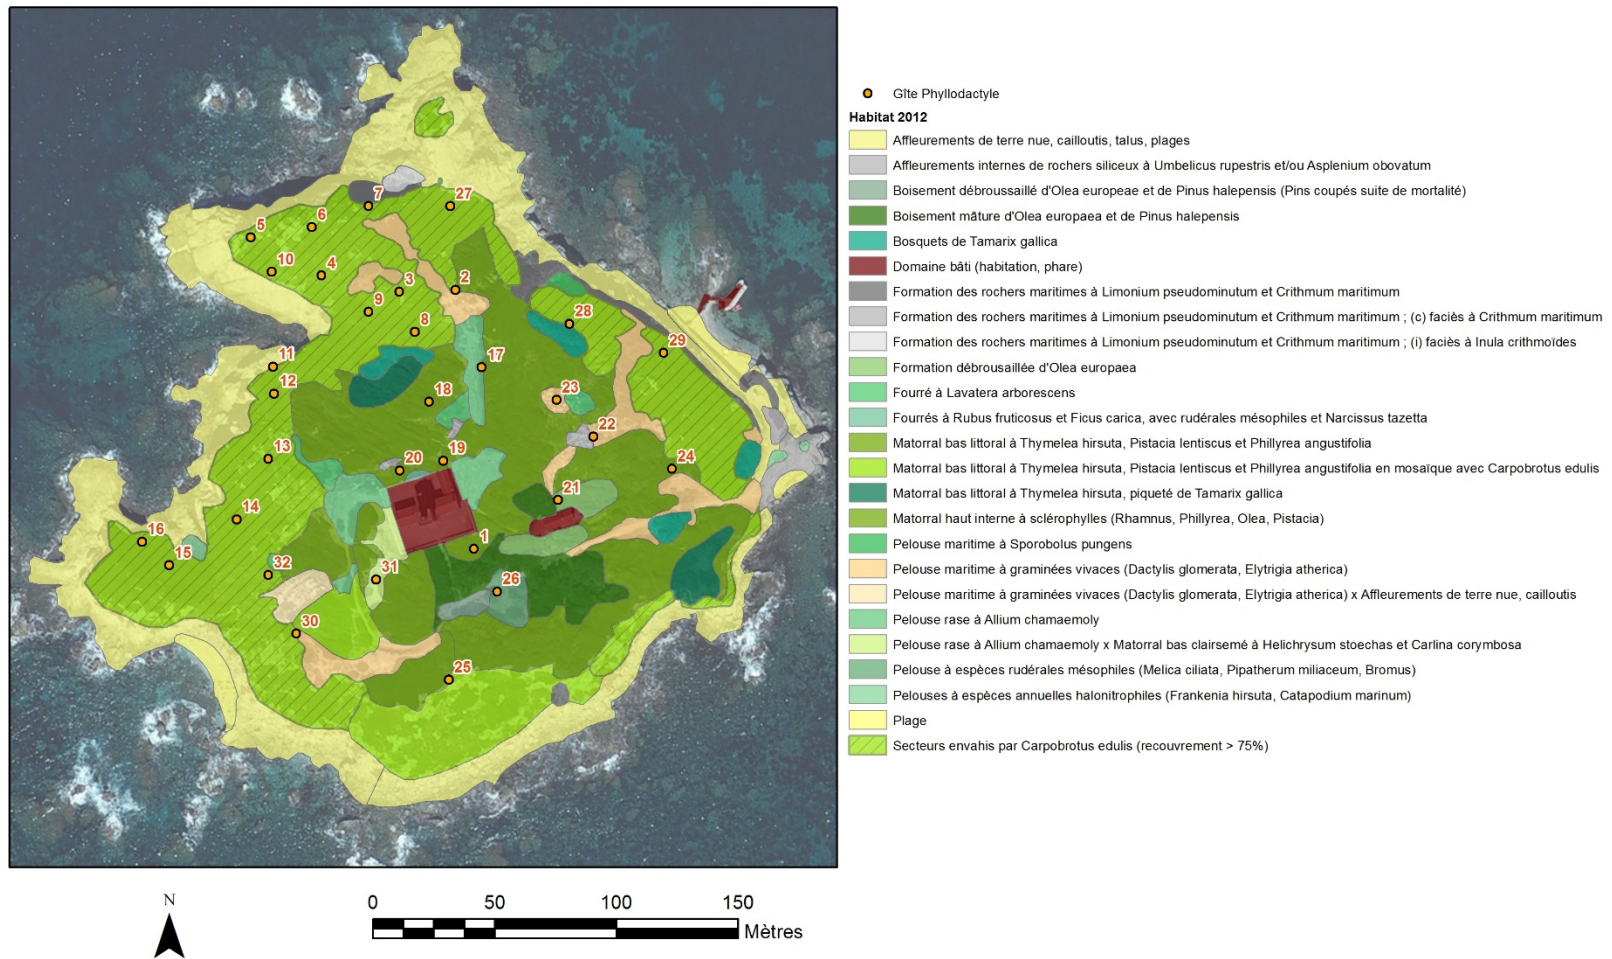 Gîte Phyllodactyle
Habitat 2012
Affleurements de terre nue, cailloutis, talus, plages
Affleurements internes de rochers siliceux à Umbelicus rupestris et/ou Asplenium obovatum
Boisement débroussaillé d'Olea europeae et de Pinus halepensis (Pins coupés suite de mortalité)
Boisement mâture d'Olea europaea et de Pinus halepensis
Bosquets de Tamarix gallica
Domaine bâti (habitation, phare)
Formation des rochers maritimes à Limonium pseudominutum et Crithmum maritimum
Formation des rochers maritimes à Limonium pseudominutum et Crithmum maritimum ; (c) faciès à Crithmum maritimum
Formation des rochers maritimes à Limonium pseudominutum et Crithmum maritimum ; (i) faciès à Inula crithmoïdes
Formation débrousaillée d'Olea europaea
Fourré à Lavatera arborescens
Fourrés à Rubus fruticosus et Ficus carica, avec rudérales mésophiles et Narcissus tazetta
Matorral bas littoral à Thymelea hirsuta, Pistacia lentiscus et Phillyrea angustifolia
Matorral bas littoral à Thymelea hirsuta, Pistacia lentiscus et Phillyrea angustifolia en mosaïque avec Carpobrotus edulis
Matorral bas littoral à Thymelea hirsuta, piqueté de Tamarix gallica
Matorral haut interne à sclérophylles (Rhamnus, Phillyrea, Olea, Pistacia)
Pelouse maritime à Sporobolus pungens
Pelouse maritime à graminées vivaces (Dactylis glomerata, Elytrigia atherica)
Pelouse maritime à graminées vivaces (Dactylis glomerata, Elytrigia atherica) x Affleurements de terre nue, cailloutis
Pelouse rase à Allium chamaemoly
Pelouse rase à Allium chamaemoly x Matorral bas clairsemé à Helichrysum stoechas et Carlina corymbosa
Pelouse à espèces rudérales mésophiles (Melica ciliata, Pipatherum miliaceum, Bromus)
Pelouses à espèces annuelles halonitrophiles (Frankenia hirsuta, Catapodium marinum)
Plage
Secteurs envahis par Carpobrotus edulis (recouvrement > 75%)
7
27
5
6
10
4
3
2
9
8
28
29
11
17
12
18
23
22
13
20
19
24
21
14
16
15
1
32
31
26
30
25
N
0 50 100 150
Mètres